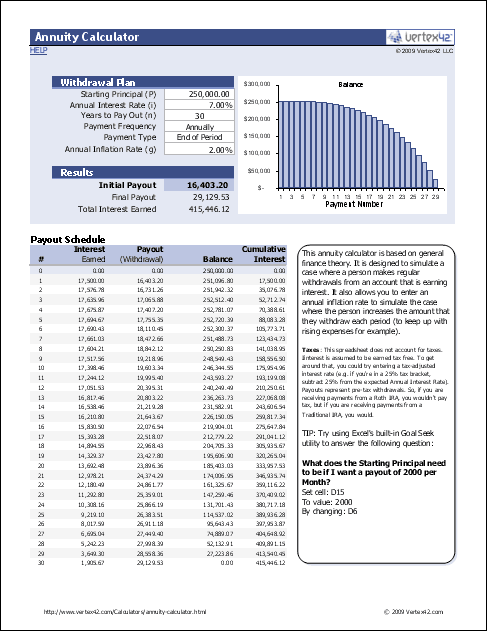 Annuity Calculator
vertex42
HELP
© 2009 Vertex42 LLC
Withdrawal Plan
Starting Principal (P) 250,000.00
Annual Interest Rate (i) 7.00%
Years to Pay Out (n) 30
Payment Frequency Annually
Payment Type End of Period
Annual Inflation Rate (g) 2.00%
Results
Initial Payout 16,403.20
Final Payout 29,129.53
Total Interest Earned 415,446.12
Balance
$300,000
$250,000
$200,000
$150,000
$100,000
$50,000
$-
1 3 5 7 9 11 13 15 17 19 21 23 25 27 29
Payment Number
Payout Schedule
# Interest Earned Payout (Withdrawal) Balance Cumulative Interest
0 0.00 0.00 250,000.00 0.00
1 17,500.00 16,403.20 251,096.80 17,500.00
2 17,576.78 16,731.26 251,942.32 35,076.78
3 17,635.96 17,065.88 252,512.40 52,712.74
4 17,675.87 17,407.20 252,781.07 70,388.61
5 17,694.67 17,755.35 252,720.39 88,083.28
6 17,690.43 18,110.45 252,300.37 105,773.71
7 17,661.03 18,472.66 251,488.73 123,434.73
8 17,604.21 18,842.12 250,250.83 141,038.95
9 17,517.56 19,218.96 248,549.43 158,556.50
10 17,398.46 19,603.34 246,344.55 175,954.96
11 17,244.12 19,995.40 243,593.27 193,199.08
12 17,051.53 20,395.31 240,249.49 210,250.61
13 16,817.46 20,803.22 236,263.73 227,068.08
14 16,538.46 21,219.28 231,582.91 243,606.54
15 16,210.80 21,643.67 226,150.05 259,817.34
16 15,830.50 22,076.54 219,904.01 275,647.84
17 15,393.28 22,518.07 212,779.22 291,041.12
18 14,894.55 22,968.43 204,705.33 305,935.67
19 14,329.37 23,427.80 195,606.90 320,265.04
20 13,692.48 23,896.36 185,403.03 333,957.53
21 12,978.21 24,374.29 174,006.95 346,935.74
22 12,180.49 24,861.77 161,325.67 359,116.22
23 11,292.80 25,359.01 147,259.46 370,409.02
24 10,308.16 25,866.19 131,701.43 380,717.18
25 9,219.10 26,383.51 114,537.02 389,936.28
26 8,017.59 26,911.18 95,643.43 397,953.87
27 6,695.04 27,449.40 74,889.07 404,648.92
28 5,242.23 27,998.39 52,132.91 409,891.15
29 3,649.30 28,558.36 27,223.86 413,540.45
30 1,905.67 29,129.53 0.00 415,446.12
This annuity calculator is based on general
finance theory. It is designed to simulate a
case where a person makes regular
withdrawals from an account that is earning
interest. It also allows you to enter an
annual inflation rate to simulate the case
where the person increases the amount that
they withdraw each period (to keep up with
rising expenses for example).
Taxes: This spreadsheet does not account for taxes.
Interest is assumed to be earned tax free. To get
around that, you could try entering a tax-adjusted
interest rate (e.g. if you're in a 25% tax bracket,
subtract 25% from the expected Annual Interest Rate).
Payouts represent pre-tax withdrawals. So, if you are
receiving payments from a Roth IRA, you wouldn't pay
tax, but if you are receiving payments from a
Traditional IRA, you would.
TIP: Try using Excel's built-in Goal Seek
utility to answer the following question:
What does the Starting Principal need
to be if I want a payout of 2000 per
Month?
Set cell: D15
To value: 2000
By changing: D6
http://www.vertex42.com/Calculators/annuity-calculator.html
© 2009 Vertex42.com